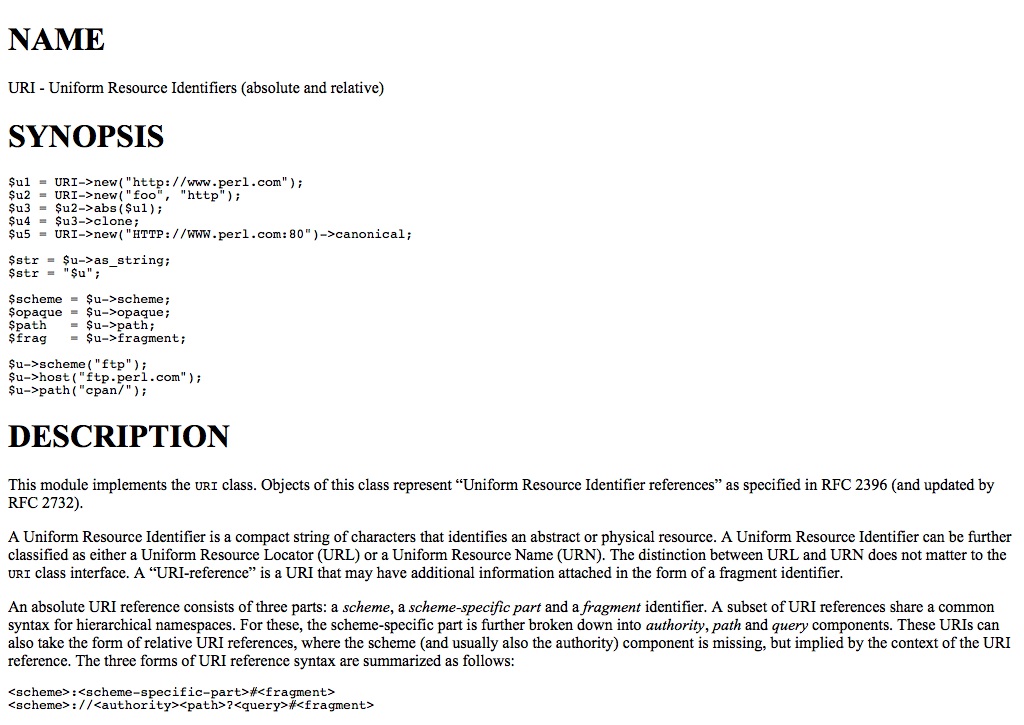 NAME
URI - Uniform Resource Identifiers (absolute and relative)
SYNOPSIS
$u1 = URI->new("http://www.perl.com");
$u2 = URI->new("foo", "http");
$u3 = $u2->abs($u1);
$u4 = $u3->clone;
$u5 = URI->new("HTTP://WWW.perl.com:80")->canonical;
$str = $u->as_string;
$str = "$u";
$scheme = $u->scheme;
$opaque = $u->opaque;
$path   = $u->path;
$frag   = $u->fragment;
$u->scheme("ftp");
$u->host("ftp.perl.com");
$u->path("cpan/");
DESCRIPTION
This module implements the URI class. Objects of this class represent “Uniform Resource Identifier references” as specified in RFC 2396 (and updated by
RFC 2732).
A Uniform Resource Identifier is a compact string of characters that identifies an abstract or physical resource. A Uniform Resource Identifier can be further
classified as either a Uniform Resource Locator (URL) or a Uniform Resource Name (URN). The distinction between URL and URN does not matter to the
URI class interface. A “URI-reference” is a URI that may have additional information attached in the form of a fragment identifier.
An absolute URI reference consists of three parts: a scheme, a scheme-specific part and a fragment identifier. A subset of URI references share a common
syntax for hierarchical namespaces. For these, the scheme-specific part is further broken down into authority, path and query components. These URIs can
also take the form of relative URI references, where the scheme (and usually also the authority) component is missing, but implied by the context of the URI
reference. The three forms of URI reference syntax are summarized as follows:
<scheme>:<scheme-specific-part>#<fragment>
<scheme>://<authority><path>?<query>#<fragment>